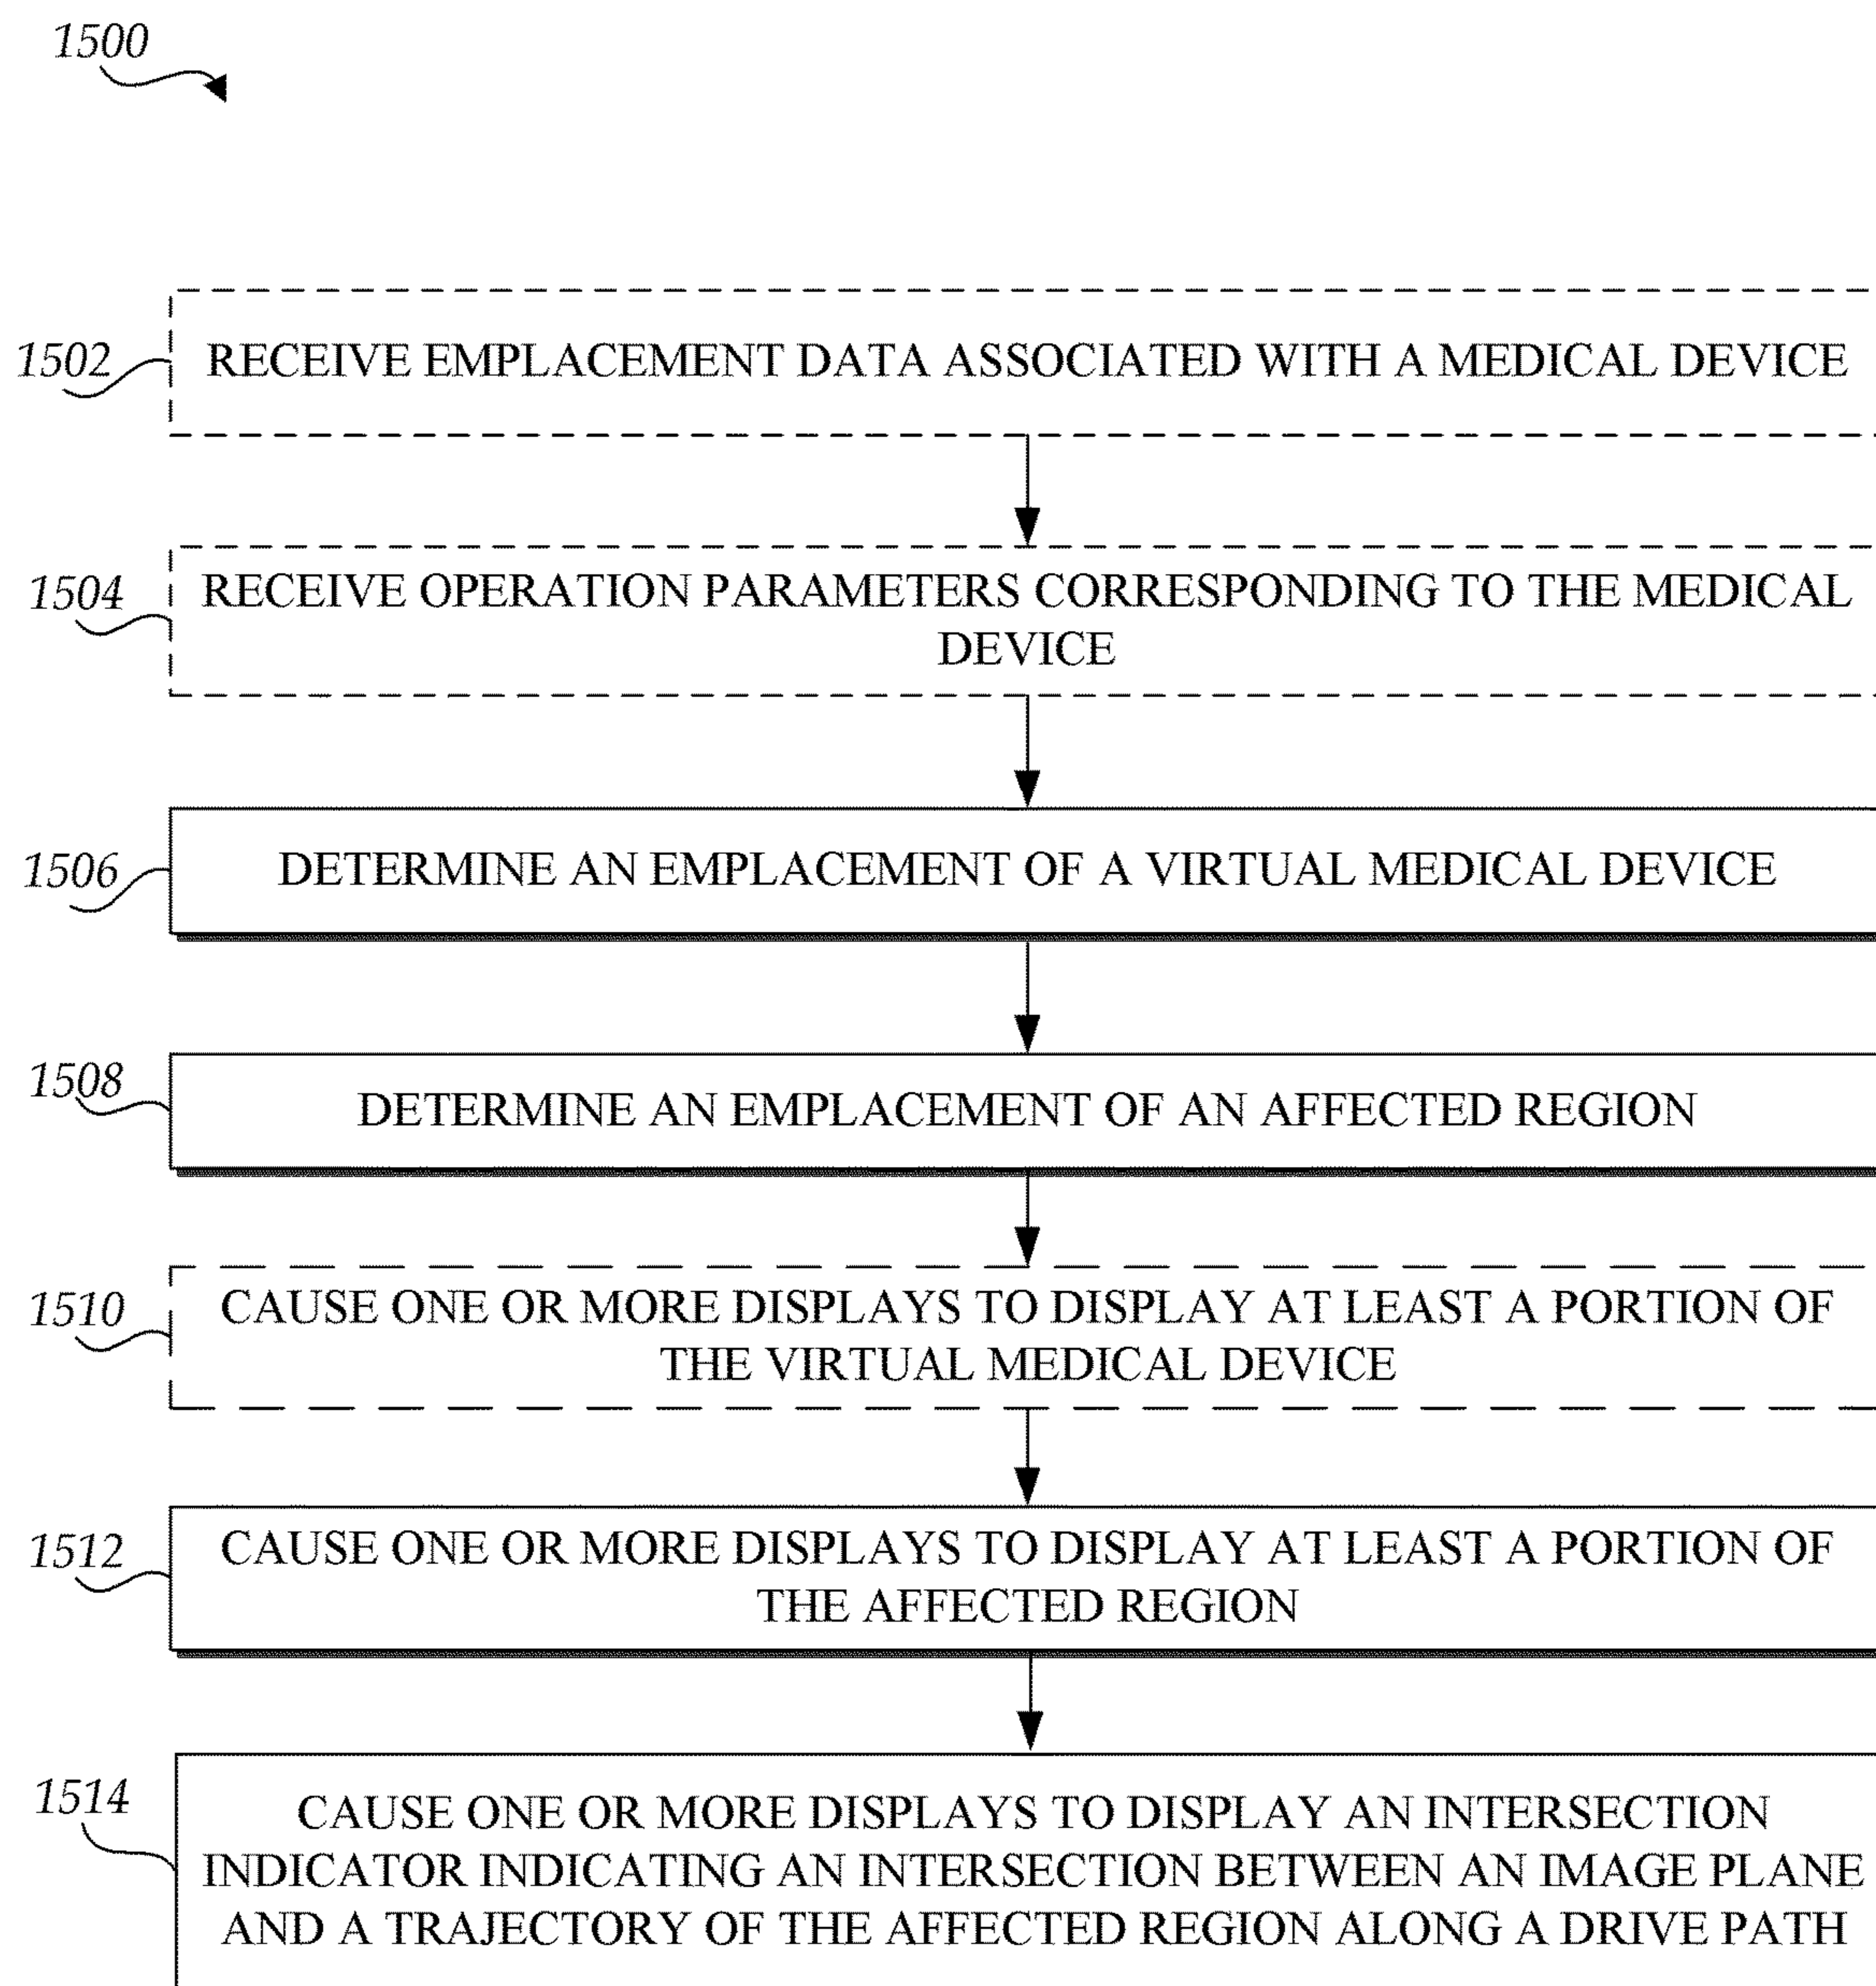 1500
1502
RECEIVE EMPLACEMENT DATA ASSOCIATED WITH A MEDICAL DEVICE
1504
RECEIVE OPERATION PARAMETERS CORRESPONDING TO THE MEDICAL
DEVICE
1506
DETERMINE AN EMPLACEMENT OF A VIRTUAL MEDICAL DEVICE
1508
DETERMINE AN EMPLACEMENT OF AN AFFECTED REGION
1510
CAUSE ONE OR MORE DISPLAYS TO DISPLAY AT LEAST A PORTION OF
THE VIRTUAL MEDICAL DEVICE
1512
CAUSE ONE OR MORE DISPLAYS TO DISPLAY AT LEAST A PORTION OF
THE AFFECTED REGION
1514
CAUSE ONE OR MORE DISPLAYS TO DISPLAY AN INTERSECTION
INDICATOR INDICATING AN INTERSECTION BETWEEN AN IMAGE PLANE
AND A TRAJECTORY OF THE AFFECTED REGION ALONG A DRIVE PATH